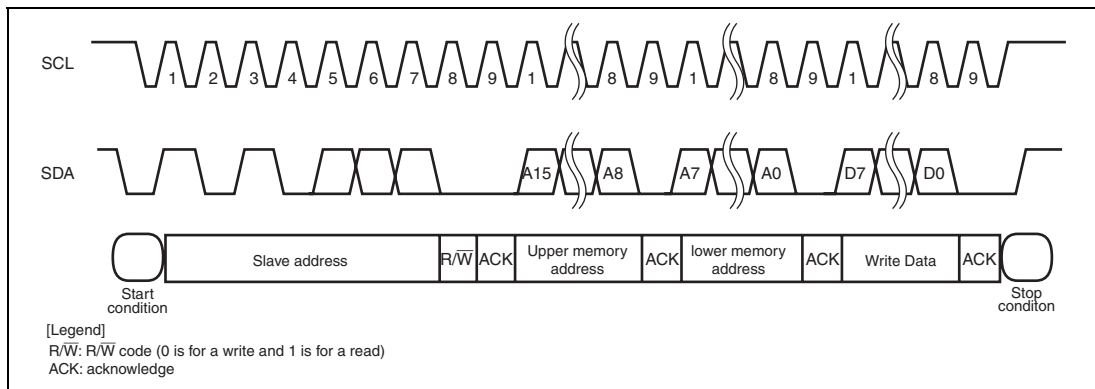 SCL
1 2 3 4 5 6 7 8 9 1 8 9 1 8 9 1 8 9
SDA
A15 A8 A7 A0 D7 D0
Slave address R/W̅ ACK Upper memory address ACK lower memory address ACK Write Data ACK
Start condition
Stop conditon
[Legend]
R/W̅: R/W̅ code (0 is for a write and 1 is for a read)
ACK: acknowledge